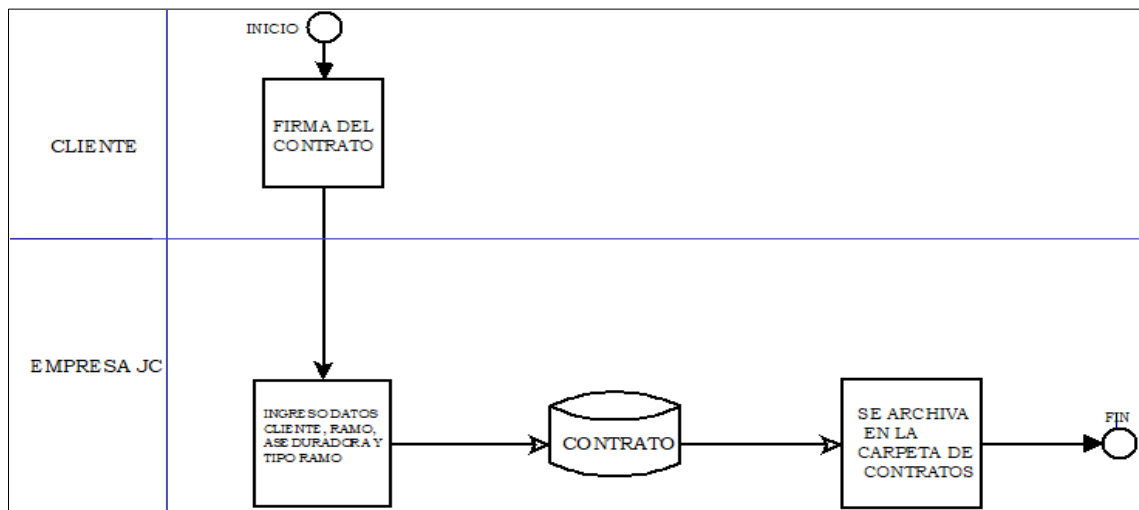 INICIO
FIRMA DEL
CONTRATO
CLIENTE
EMPRESA JC
INGRESO DATOS
CLIENTE, RAMO,
ASEDURADORA Y
TIPO RAMO
CONTRATO
SE ARCHIVA
EN LA
CARPETA DE
CONTRATOS
FIN